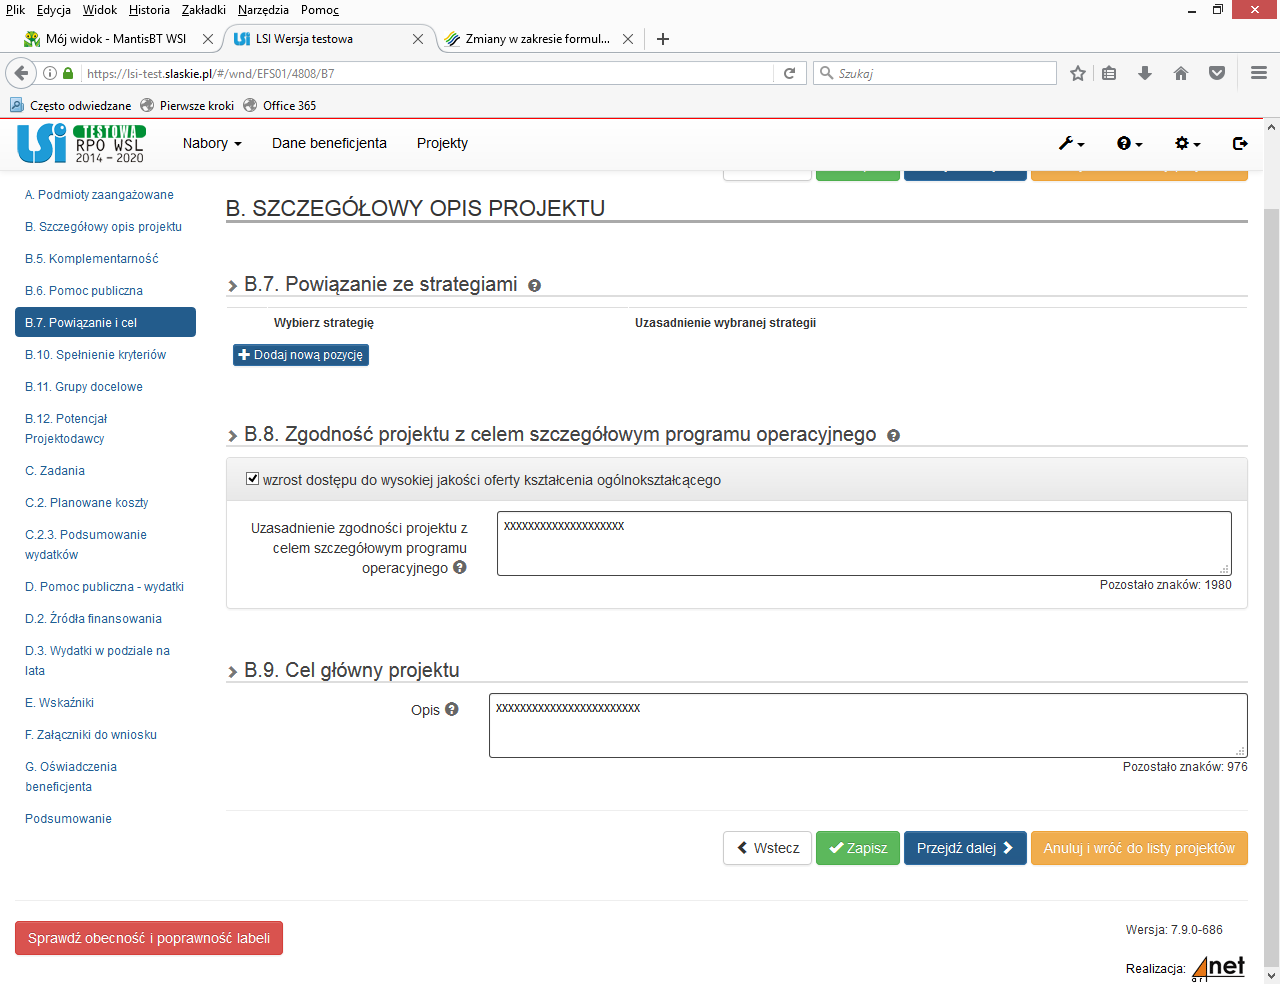 Plik Edycja Widok Historia Zakładki Narzędzia Pomoc
Mój widok - MantisBT WSI
LSI Wersja testowa
Zmiany w zakresie formul...
https://lsi-test.slaskie.pl/#/wnd/EFS01/4808/B7
Szukaj
Często odwiedzane Pierwsze kroki Office 365
LSI TESTOWA
RPO WSL
2014 – 2020
Nabory Dane beneficjenta Projekty
A. Podmioty zaangażowane
B. Szczegółowy opis projektu
B.5. Komplementarność
B.6. Pomoc publiczna
B.7. Powiązanie i cel
B.10. Spełnienie kryteriów
B.11. Grupy docelowe
B.12. Potencjał
Projektodawcy
C. Zadania
C.2. Planowane koszty
C.2.3. Podsumowanie
wydatków
D. Pomoc publiczna - wydatki
D.2. Źródła finansowania
D.3. Wydatki w podziale na
lata
E. Wskaźniki
F. Załączniki do wniosku
G. Oświadczenia
beneficjenta
Podsumowanie
B. SZCZEGÓŁOWY OPIS PROJEKTU
B.7. Powiązanie ze strategiami
Wybierz strategię Uzasadnienie wybranej strategii
Dodaj nową pozycję
B.8. Zgodność projektu z celem szczegółowym programu operacyjnego
wzrost dostępu do wysokiej jakości oferty kształcenia ogólnokształcącego
Uzasadnienie zgodności projektu z
celem szczegółowym programu
operacyjnego
xxxxxxxxxxxxxxxxxxxx
Pozostało znaków: 1980
B.9. Cel główny projektu
Opis
xxxxxxxxxxxxxxxxxxxxxxxx
Pozostało znaków: 976
Wstecz Zapisz Przejdź dalej Anuluj i wróć do listy projektów
Sprawdź obecność i poprawność labeli
Wersja: 7.9.0-686
Realizacja: 4net